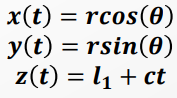 x(t) = rcos(θ)
y(t) = rsin(θ)
z(t) = l₁ + ct